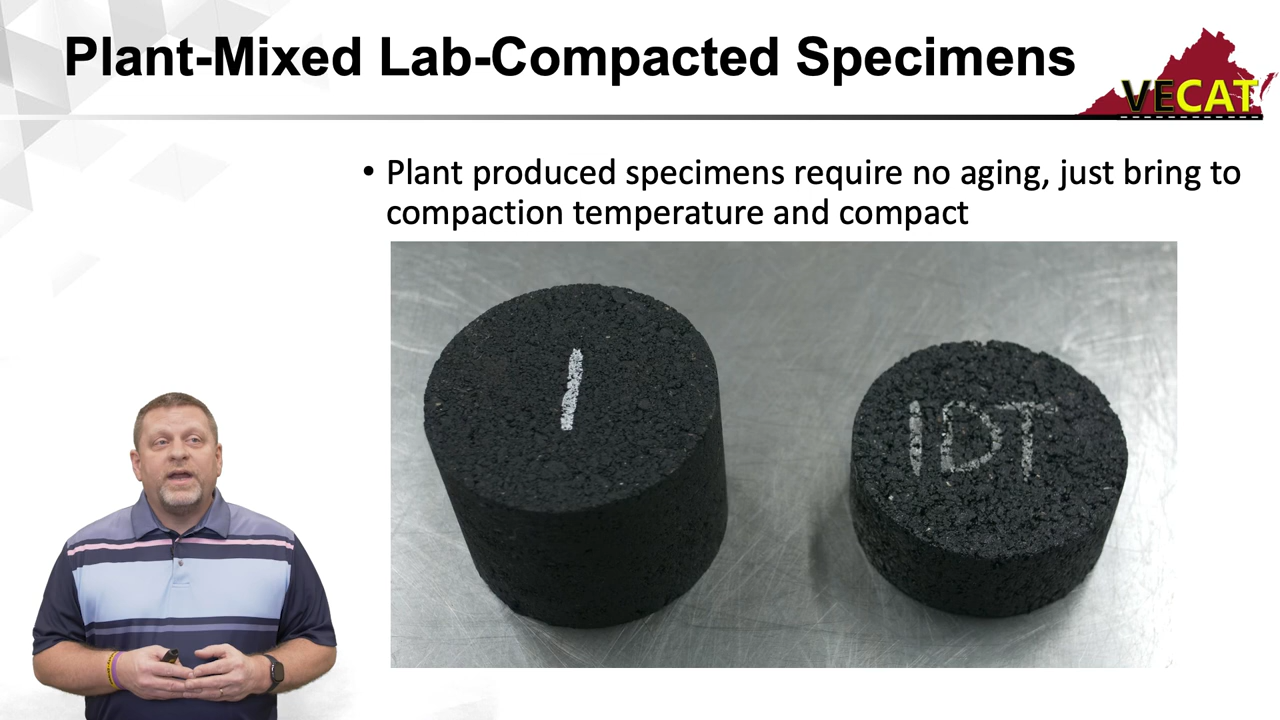 Plant-Mixed Lab-Compacted Specimens
VECAT
• Plant produced specimens require no aging, just bring to
compaction temperature and compact
I
IDT